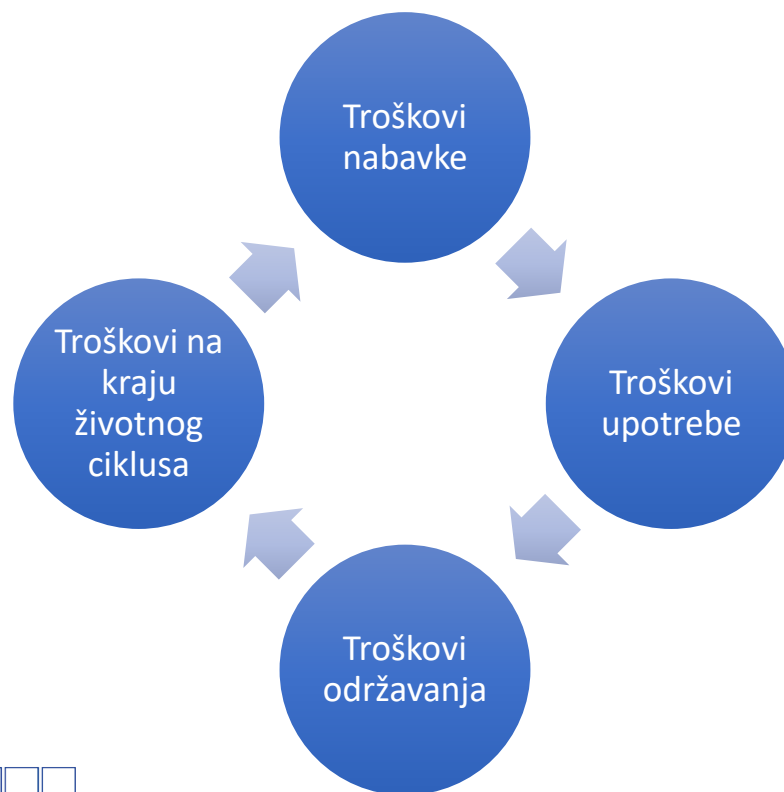 Troškovi
nabavke
Troškovi
upotrebe
Troškovi
održavanja
Troškovi na
kraju
životnog
ciklusa